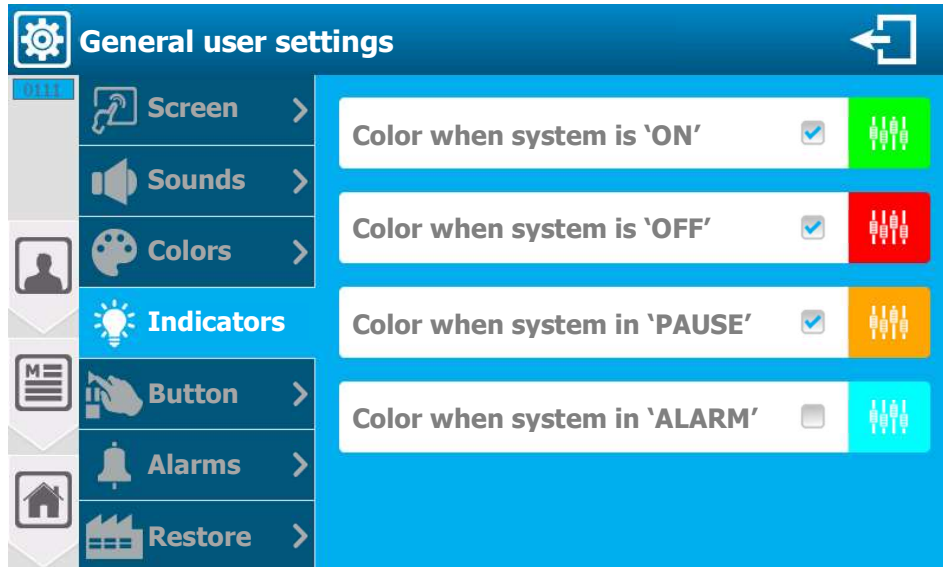 General user settings
0111
Screen
Sounds
Colors
Indicators
Button
Alarms
Restore
Color when system is ‘ON’
Color when system is ‘OFF’
Color when system in ‘PAUSE’
Color when system in ‘ALARM’
M